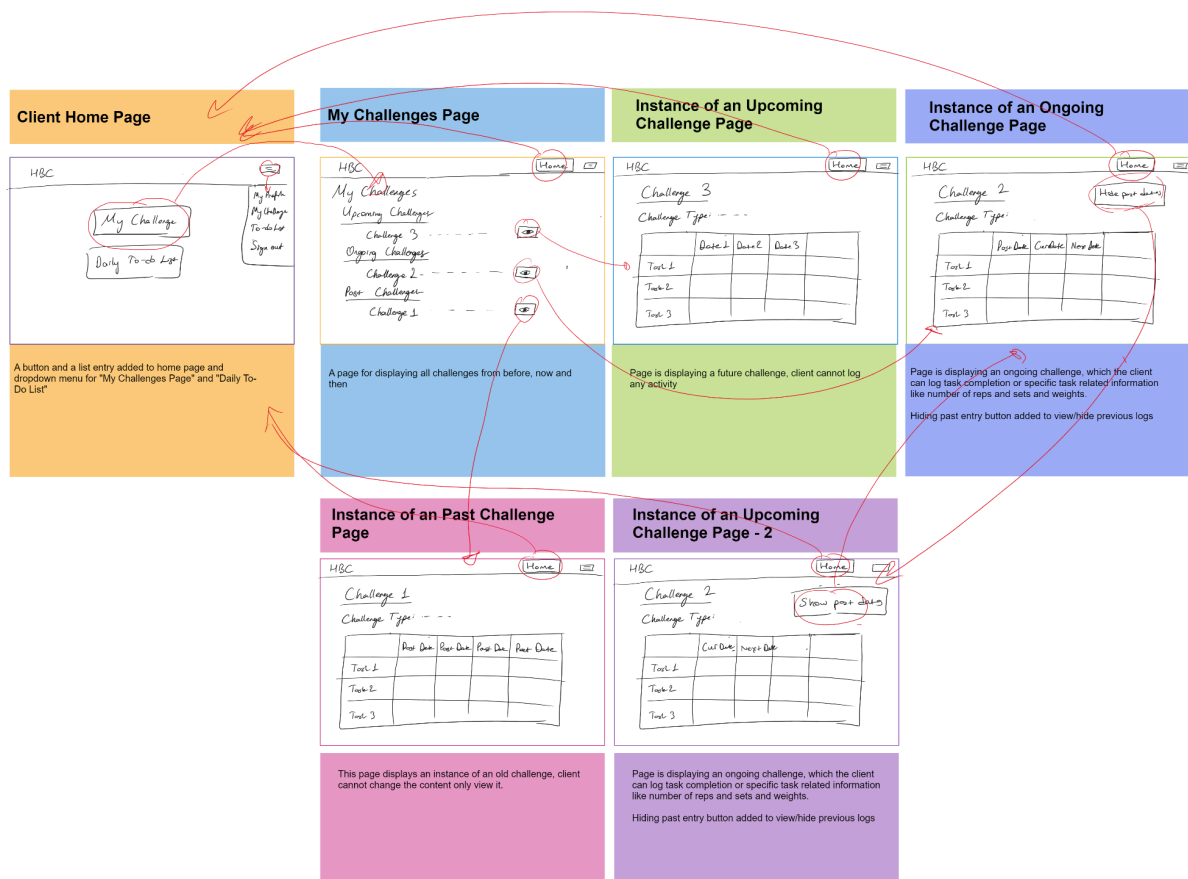 Client Home Page
HBC
My Challenge
Daily To-do List
My Profile
My Challenge
To-do List
Sign out
A button and a list entry added to home page and
dropdown menu for "My Challenges Page" and "Daily To-
Do List"
My Challenges Page
HBC
Home
My Challenges
Upcoming Challenges
Challenge 3
Ongoing Challenges
Challenge 2
Past Challenges
Challenge 1
A page for displaying all challenges from before, now and
then
Instance of an Upcoming
Challenge Page
HBC
Home
Challenge 3
Challenge Type:
Date 1 Date 2 Date 3
Task 1
Task 2
Task 3
Page is displaying a future challenge, client cannot log
any activity
Instance of an Ongoing
Challenge Page
HBC
Home
Challenge 2
Hide past dates
Challenge Type:
Past Date Cur Date Next Date
Task 1
Task 2
Task 3
Page is displaying an ongoing challenge, which the client
can log task completion or specific task related information
like number of reps and sets and weights.
Hiding past entry button added to view/hide previous logs
Instance of an Past Challenge
Page
HBC
Home
Challenge 1
Challenge Type:
Past Date Past Date Past Date Past Date
Task 1
Task 2
Task 3
This page displays an instance of an old challenge, client
cannot change the content only view it.
Instance of an Upcoming
Challenge Page - 2
HBC
Home
Challenge 2
Show past dates
Challenge Type:
Cur Date Next Date
Task 1
Task 2
Task 3
Page is displaying an ongoing challenge, which the client
can log task completion or specific task related information
like number of reps and sets and weights.
Hiding past entry button added to view/hide previous logs